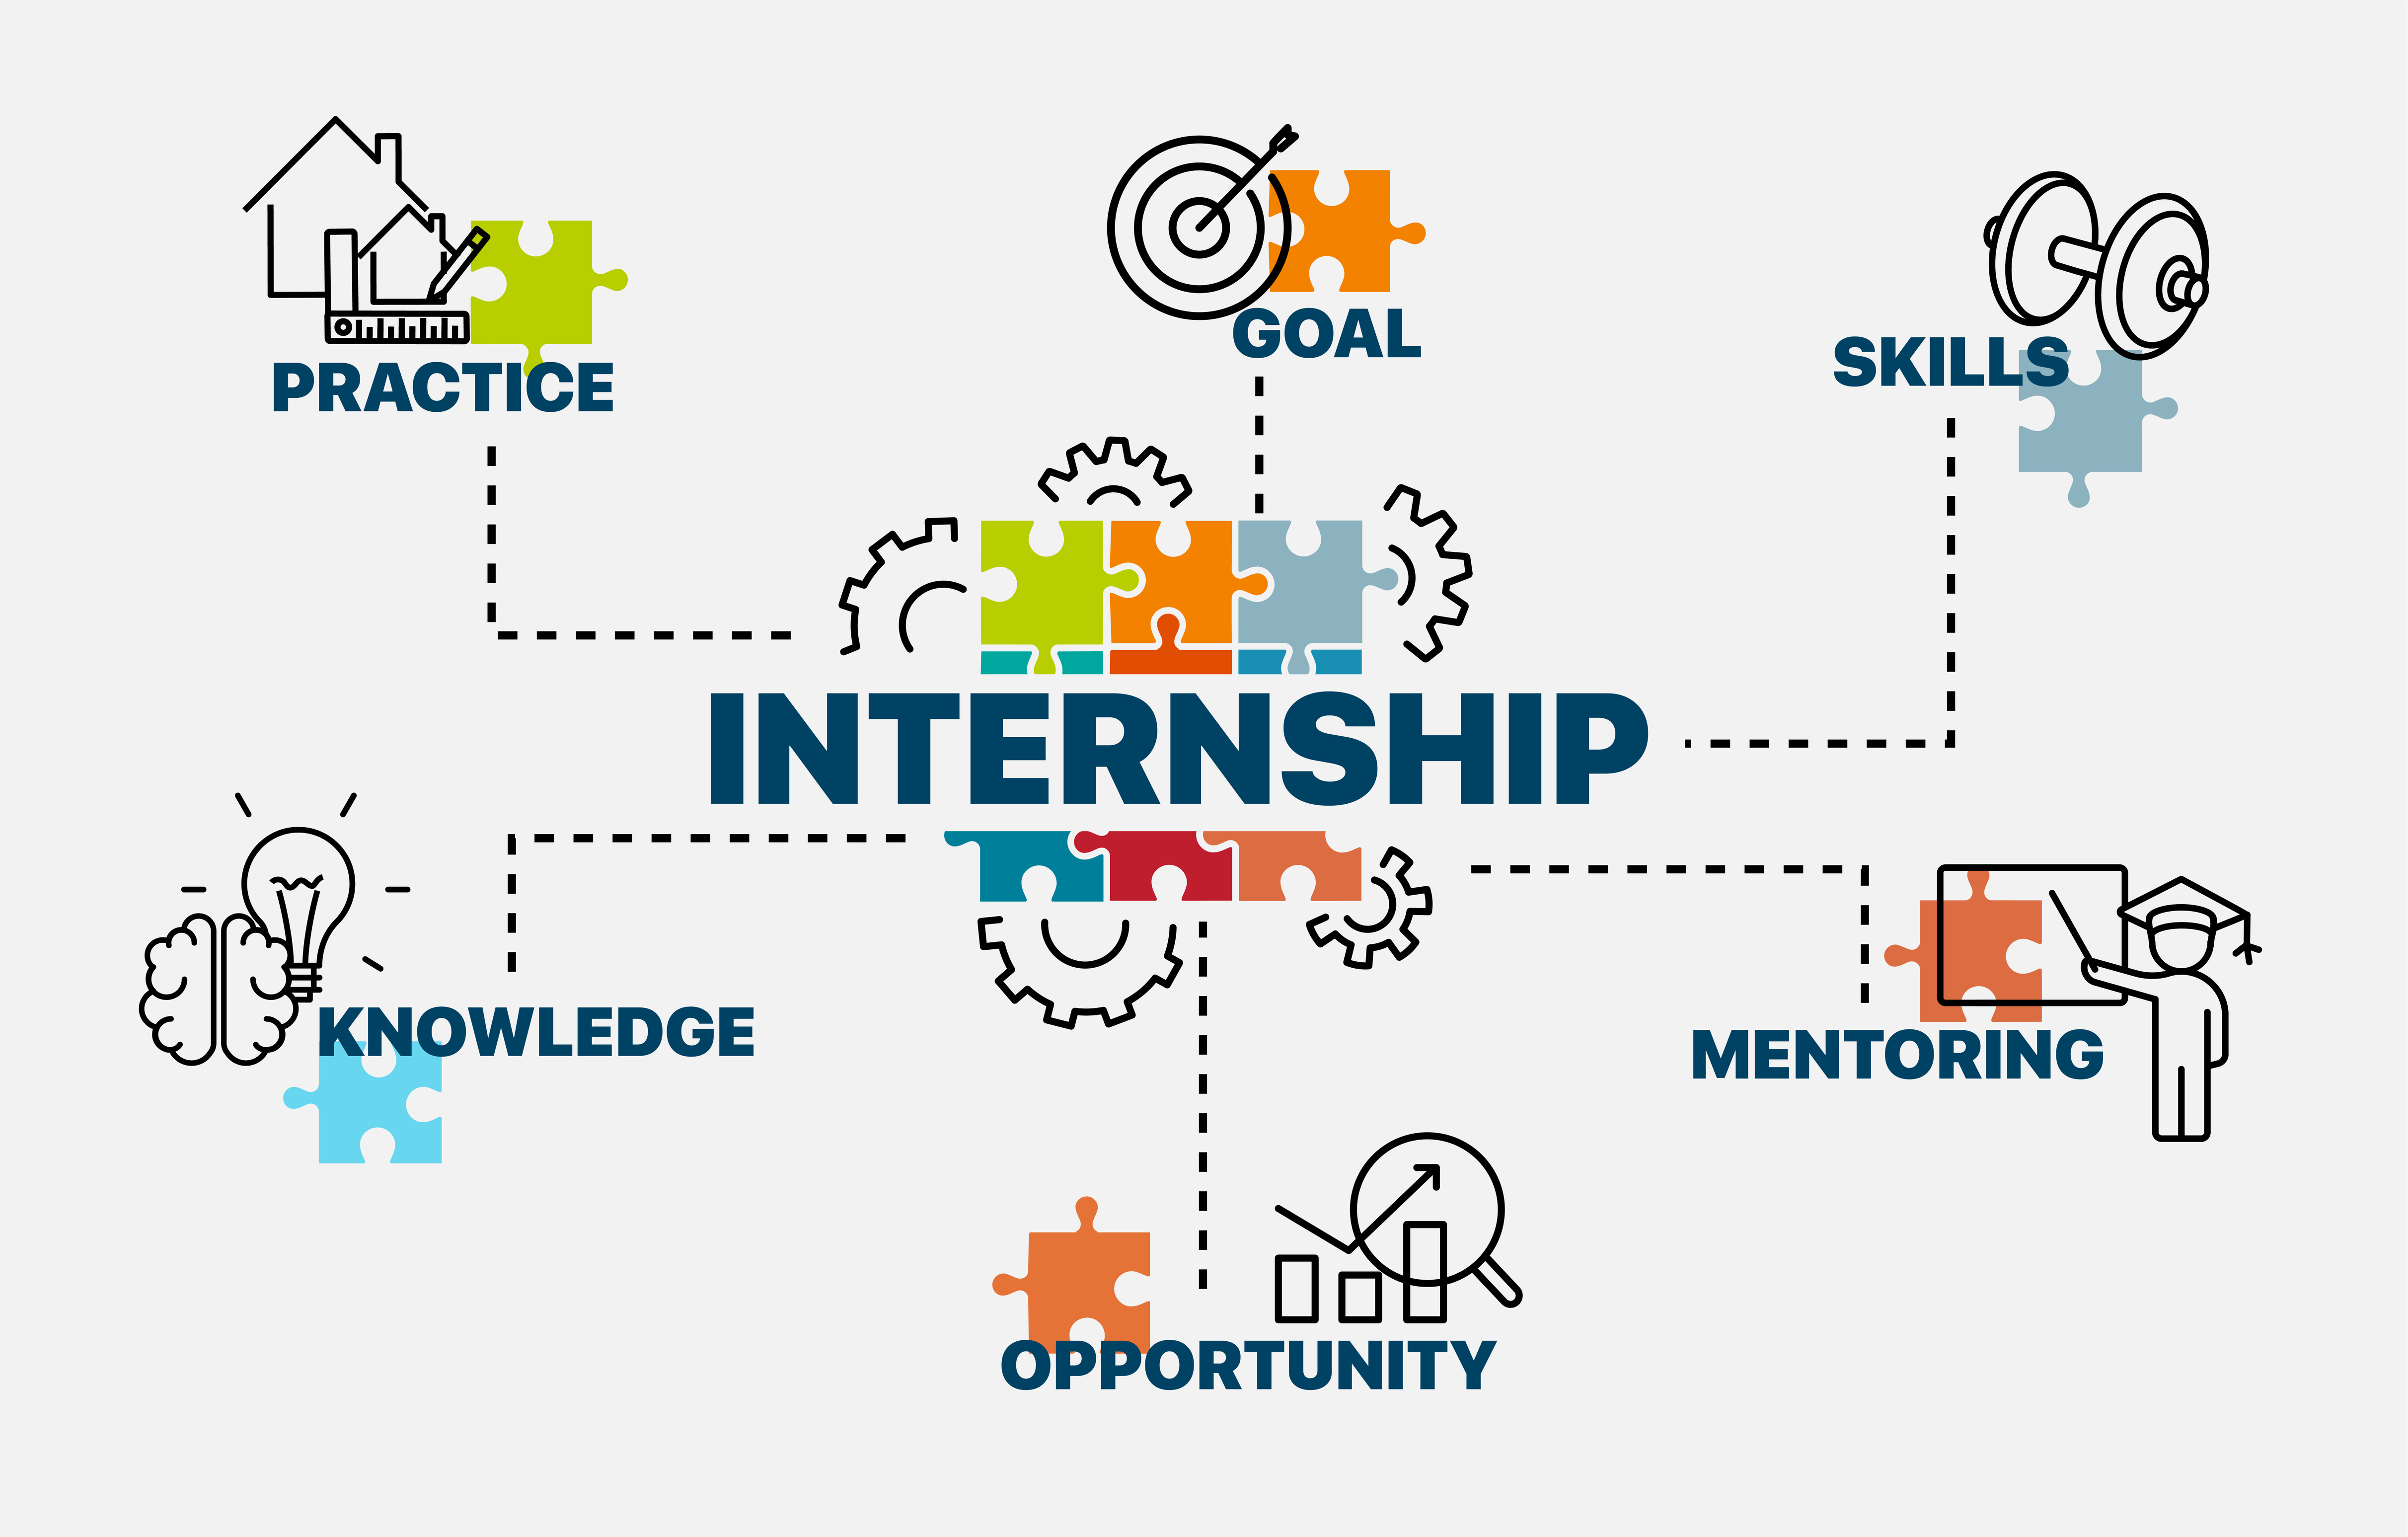 PRACTICE
GOAL
SKILLS
INTERNSHIP
KNOWLEDGE
MENTORING
OPPORTUNITY